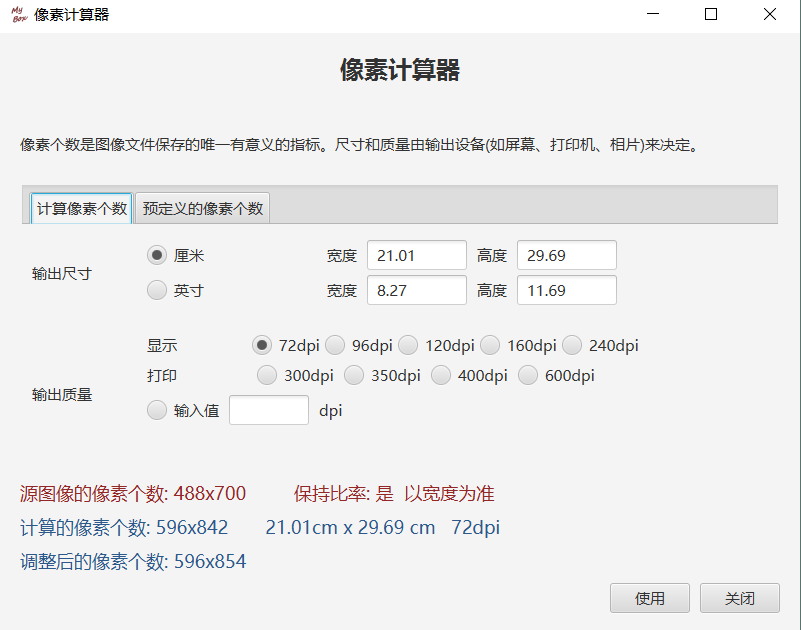 My Box 像素计算器
像素计算器
像素个数是图像文件保存的唯一有意义的指标。尺寸和质量由输出设备(如屏幕、打印机、相片)来决定。
计算像素个数 预定义的像素个数
输出尺寸
厘米 宽度 21.01 高度 29.69
英寸 宽度 8.27 高度 11.69
输出质量
显示 72dpi 96dpi 120dpi 160dpi 240dpi
打印 300dpi 350dpi 400dpi 600dpi
输入值 dpi
源图像的像素个数: 488x700 保持比率: 是 以宽度为准
计算的像素个数: 596x842 21.01cm x 29.69 cm 72dpi
调整后的像素个数: 596x854
使用 关闭